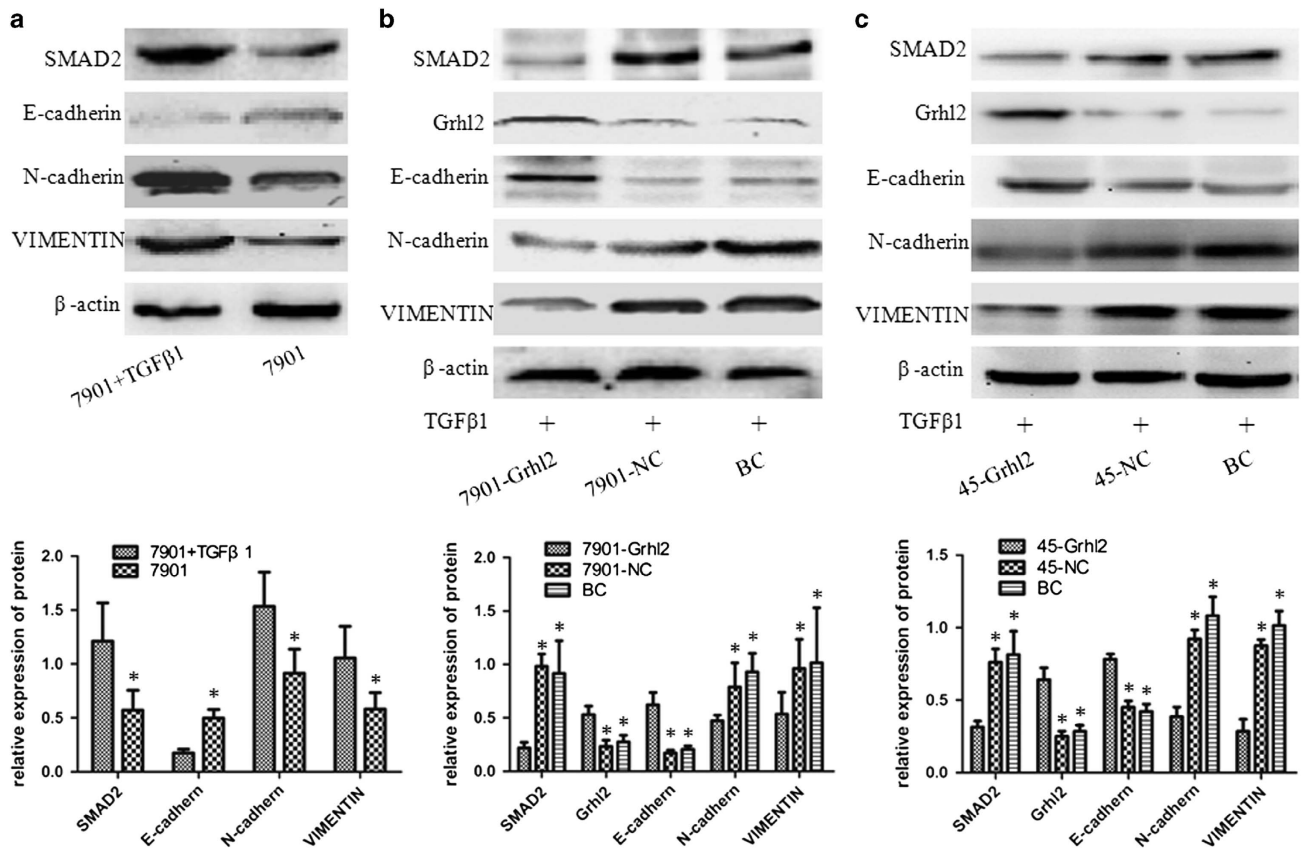 a
SMAD2
E-cadherin
N-cadherin
VIMENTIN
β-actin
7901+TGFβ1
7901
b
SMAD2
Grhl2
E-cadherin
N-cadherin
VIMENTIN
β-actin
TGFβ1 + + +
7901-Grhl2
7901-NC
BC
c
SMAD2
Grhl2
E-cadherin
N-cadherin
VIMENTIN
β-actin
TGFβ1 + + +
45-Grhl2
45-NC
BC
relative expression of protein
2.0
1.5
1.0
0.5
0.0
7901+TGFβ 1
7901
* * * *
SMAD2
E-cadhern
N-cadhern
VIMENTIN
relative expression of protein
2.0
1.5
1.0
0.5
0.0
7901-Grhl2
7901-NC
BC
* * * * * * * * * *
SMAD2
Grhl2
E-cadhern
N-cadhern
VIMENTIN
relative expression of protein
1.5
1.0
0.5
0.0
45-Grhl2
45-NC
BC
* * * * * * * * * *
SMAD2
Grhl2
E-cadhern
N-cadhern
VIMENTIN